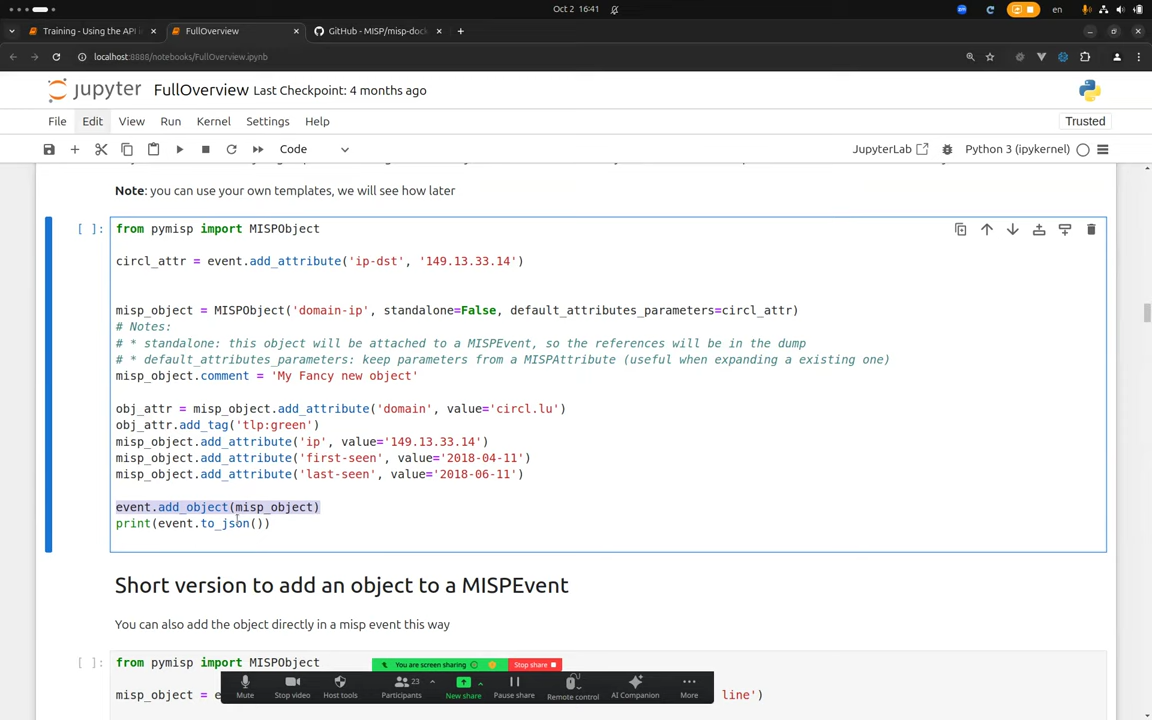 Oct 2 16:41
en
Training - Using the API i
FullOverview
GitHub - MISP/misp-dock
localhost:8888/notebooks/FullOverview.ipynb
jupyter FullOverview Last Checkpoint: 4 months ago
File Edit View Run Kernel Settings Help
Trusted
Code
JupyterLab
Python 3 (ipykernel)
Note: you can use your own templates, we will see how later
[ ]:
from pymisp import MISPObject
circl_attr = event.add_attribute('ip-dst', '149.13.33.14')
misp_object = MISPObject('domain-ip', standalone=False, default_attributes_parameters=circl_attr)
# Notes:
# * standalone: this object will be attached to a MISPEvent, so the references will be in the dump
# * default_attributes_parameters: keep parameters from a MISPAttribute (useful when expanding a existing one)
misp_object.comment = 'My Fancy new object'
obj_attr = misp_object.add_attribute('domain', value='circl.lu')
obj_attr.add_tag('tlp:green')
misp_object.add_attribute('ip', value='149.13.33.14')
misp_object.add_attribute('first-seen', value='2018-04-11')
misp_object.add_attribute('last-seen', value='2018-06-11')
event.add_object(misp_object)
print(event.to_json())
Short version to add an object to a MISPEvent
You can also add the object directly in a misp event this way
[ ]:
from pymisp import MISPObject
You are screen sharing
Stop share
misp_object = e
line')
23
Mute
Stop video
Host tools
Participants
New share
Pause share
Remote control
AI Companion
More